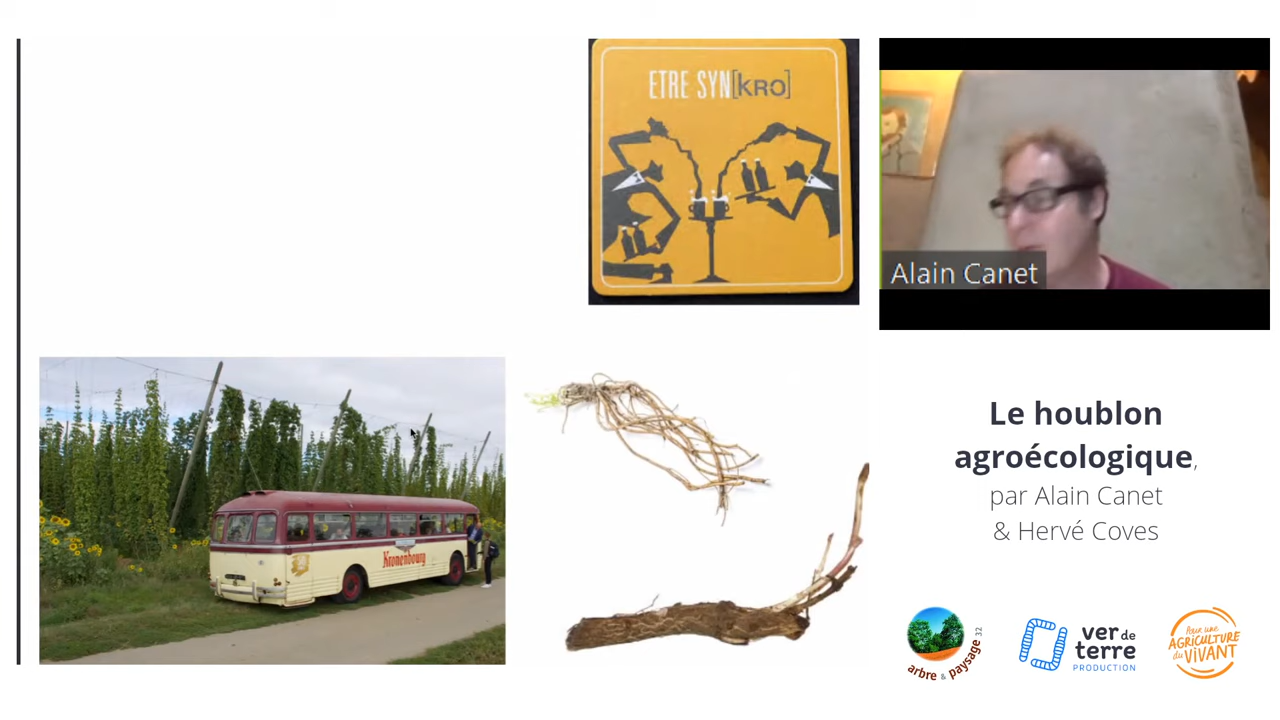 ETRE SYN[KRO]
Alain Canet
Kronenbourg
Le houblon
agroécologique,
par Alain Canet
& Hervé Coves
arbre & paysage 32
ver de
terre
PRODUCTION
Pour une
AGRICULTURE
du ViVANT